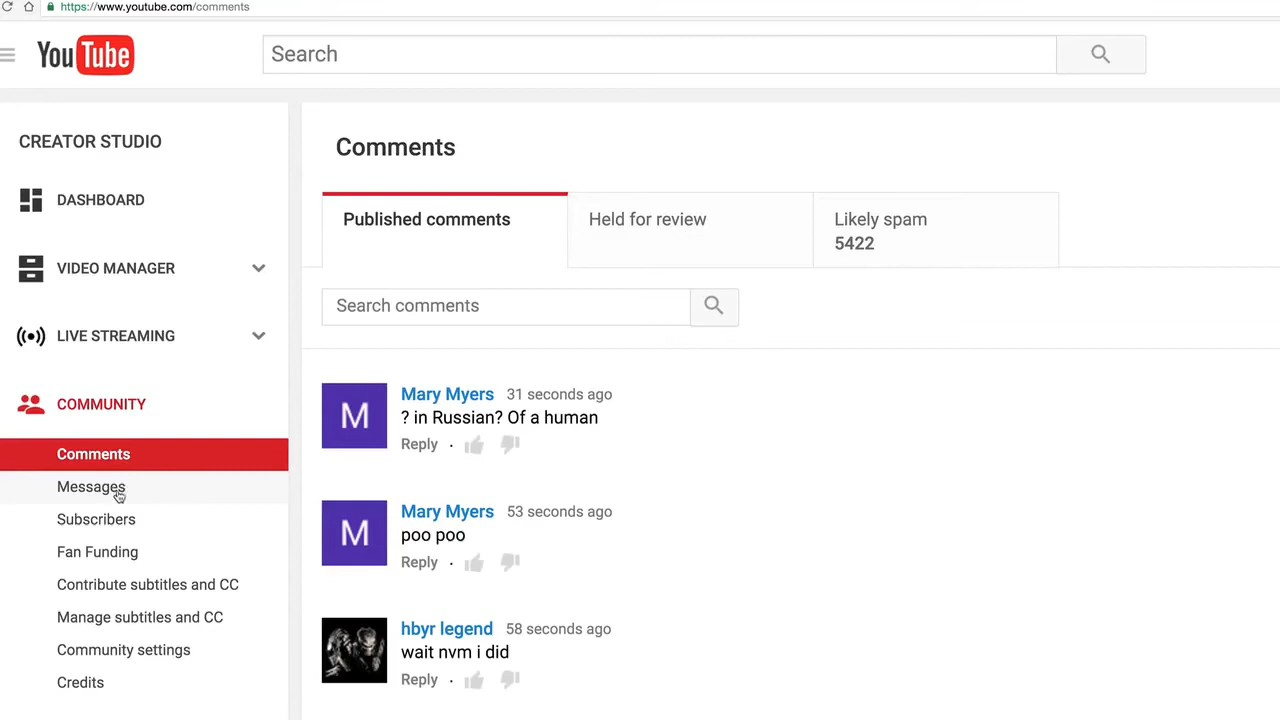 https://www.youtube.com/comments
YouTube
Search
CREATOR STUDIO
DASHBOARD
VIDEO MANAGER
LIVE STREAMING
COMMUNITY
Comments
Messages
Subscribers
Fan Funding
Contribute subtitles and CC
Manage subtitles and CC
Community settings
Credits
Comments
Published comments
Held for review
Likely spam
5422
Search comments
M
Mary Myers 31 seconds ago
? in Russian? Of a human
Reply
M
Mary Myers 53 seconds ago
poo poo
Reply
hbyr legend 58 seconds ago
wait nvm i did
Reply